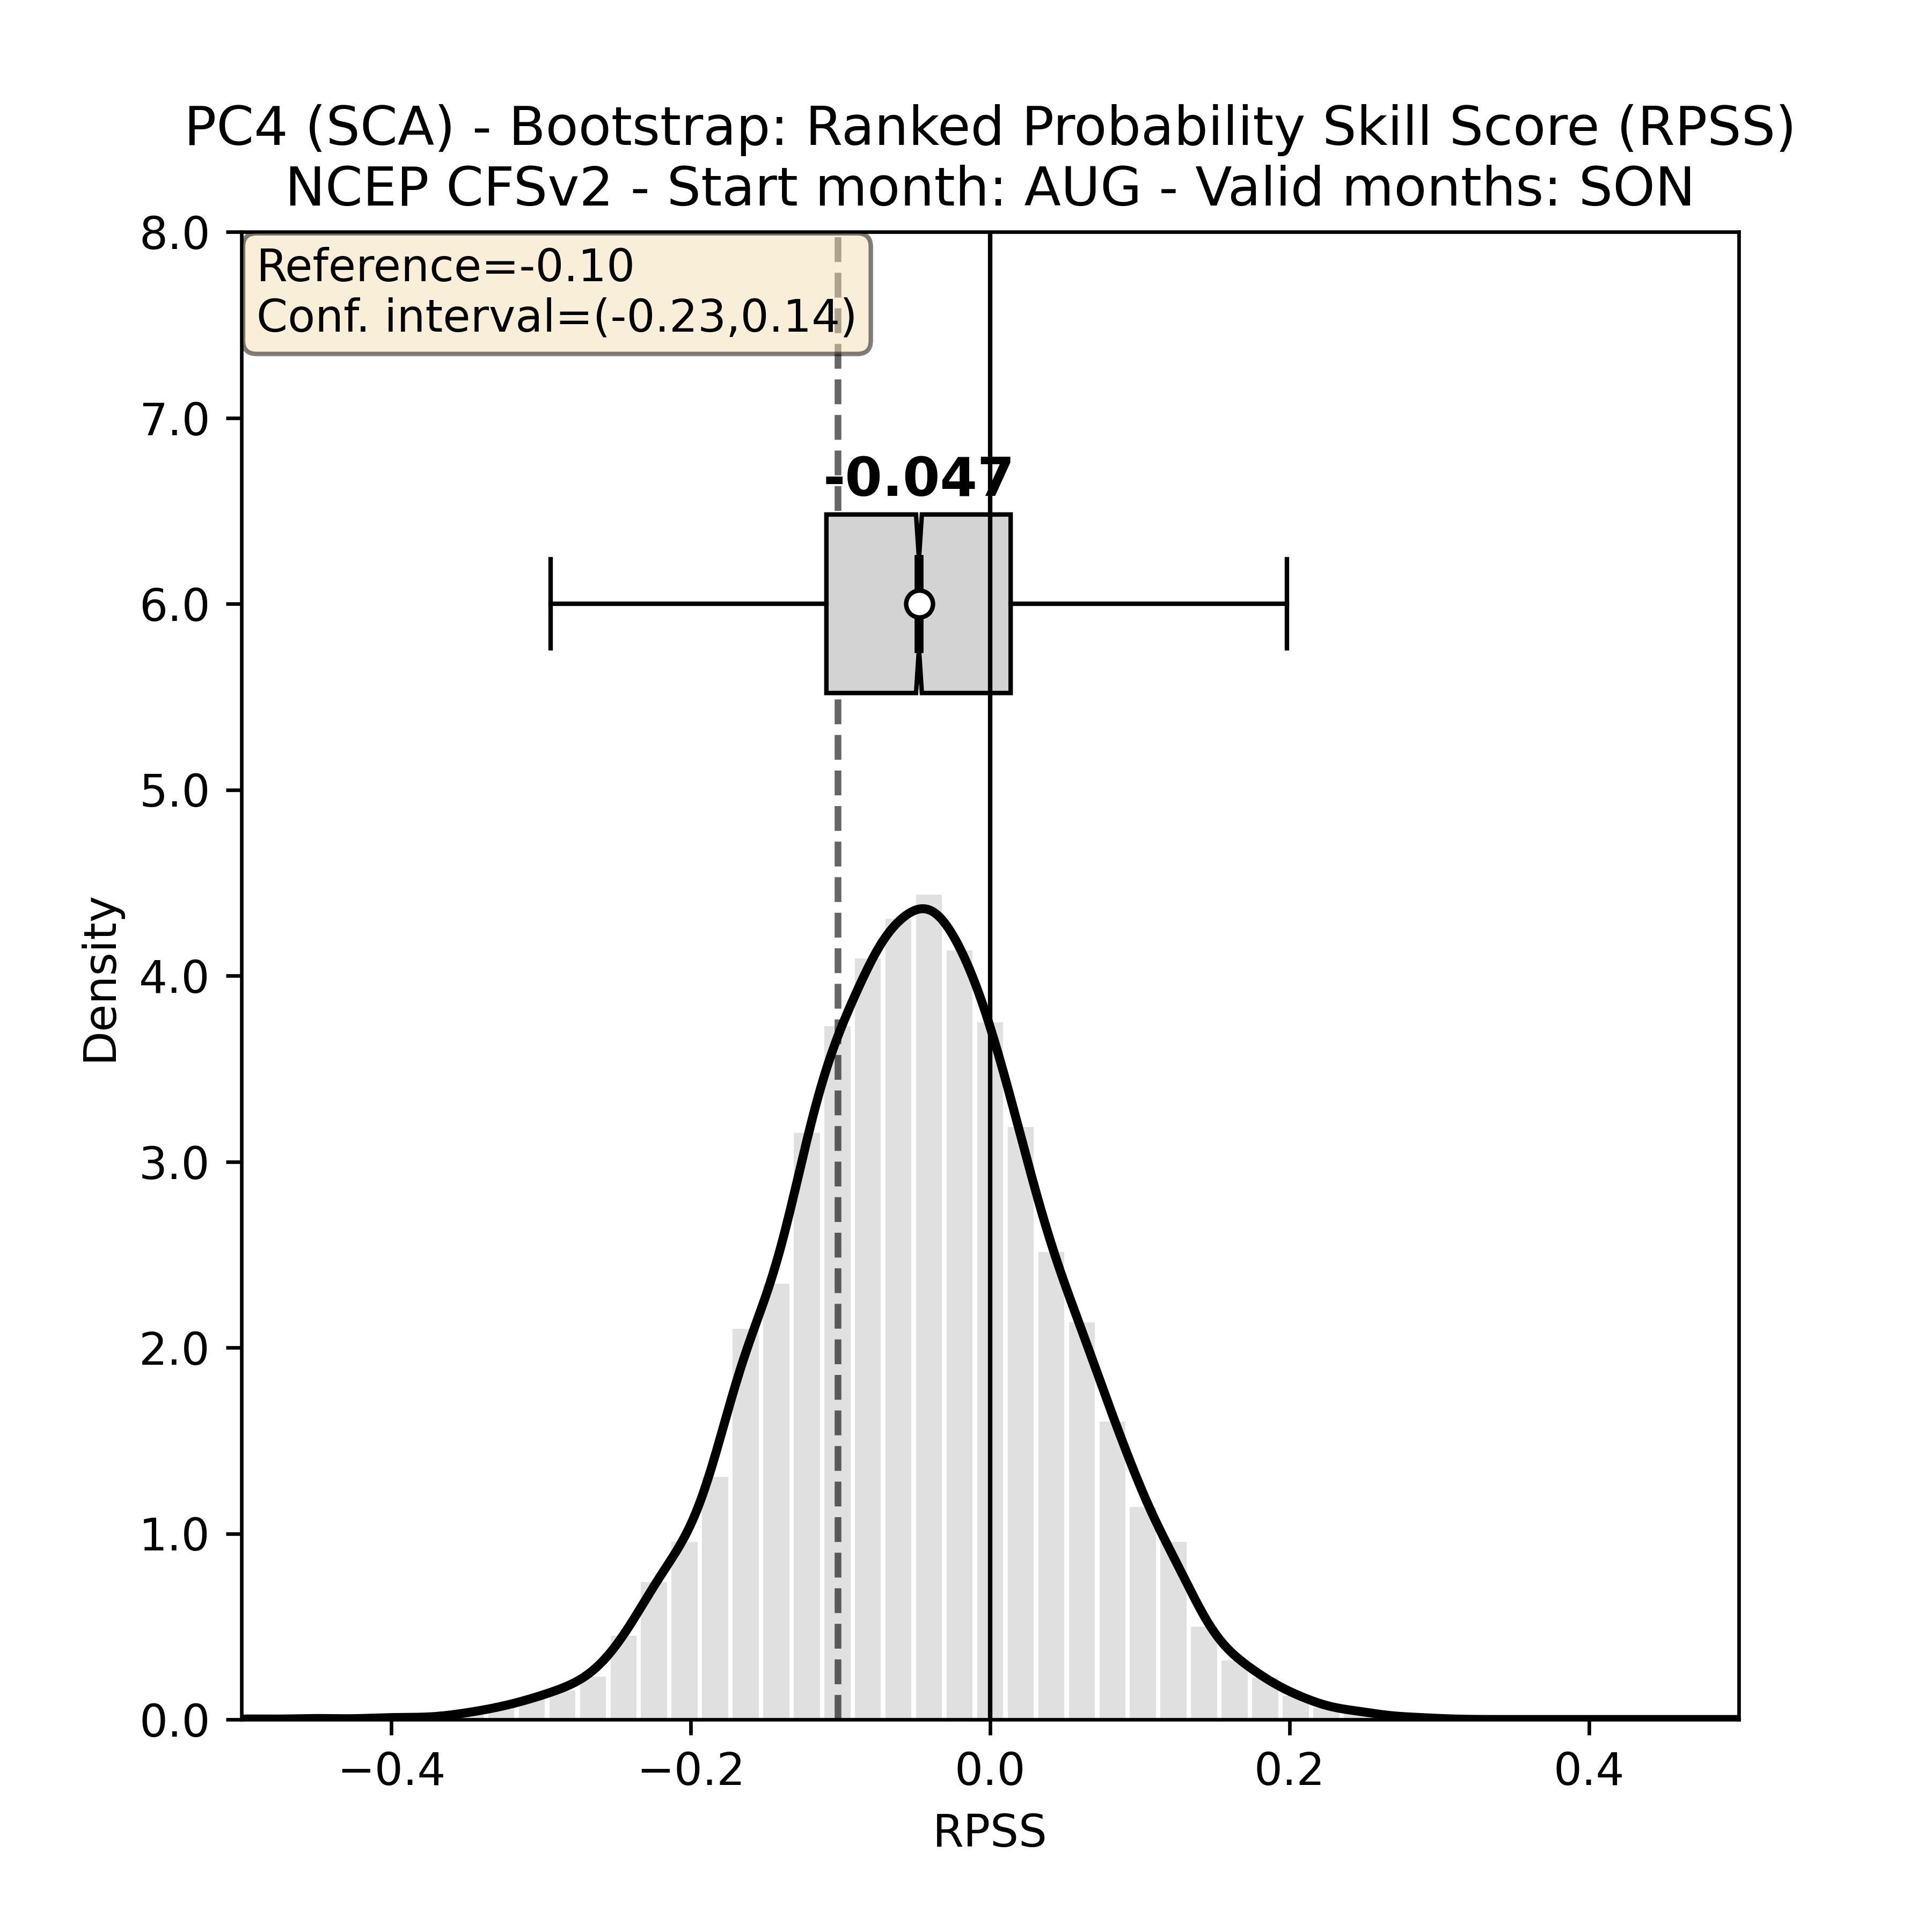 PC4 (SCA) - Bootstrap: Ranked Probability Skill Score (RPSS)
NCEP CFSv2 - Start month: AUG - Valid months: SON
8.0
Reference=-0.10
Conf. interval=(-0.23,0.14)
7.0
-0.047
6.0
5.0
Density
4.0
3.0
2.0
1.0
0.0
−0.4 −0.2 0.0 0.2 0.4
RPSS